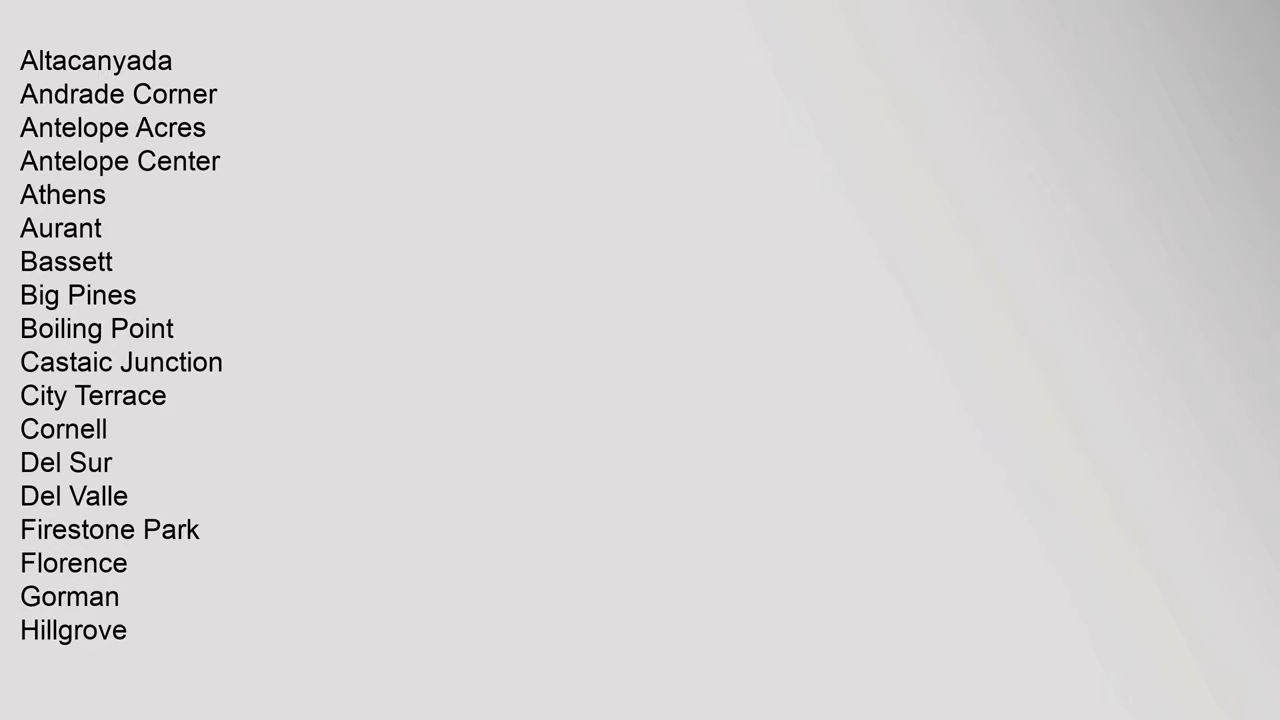 Altacanyada
Andrade Corner
Antelope Acres
Antelope Center
Athens
Aurant
Bassett
Big Pines
Boiling Point
Castaic Junction
City Terrace
Cornell
Del Sur
Del Valle
Firestone Park
Florence
Gorman
Hillgrove